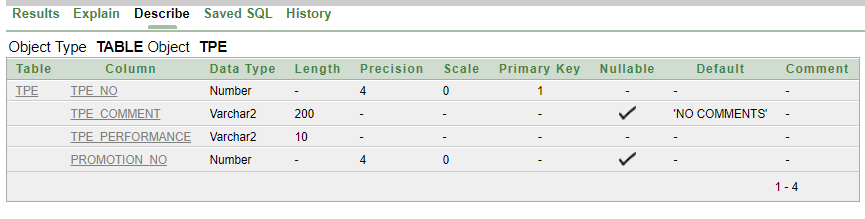 Results Explain Describe Saved SQL History
Object Type TABLE Object TPE
Table Column Data Type Length Precision Scale Primary Key Nullable Default Comment
TPE TPE_NO Number - 4 0 1 - - -
TPE_COMMENT Varchar2 200 - - - ✓ 'NO COMMENTS' -
TPE_PERFORMANCE Varchar2 10 - - - - - -
PROMOTION_NO Number - 4 0 - ✓ - -
1 - 4